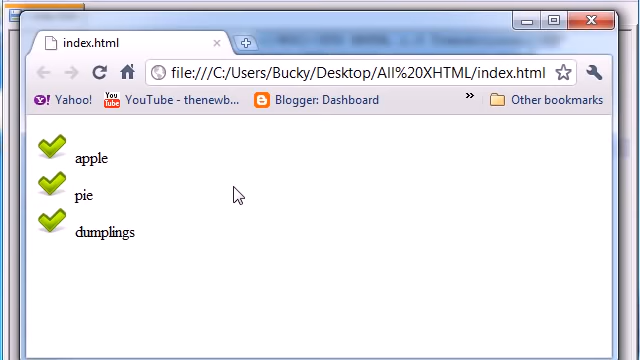 index.html
file:///C:/Users/Bucky/Desktop/All%20XHTML/index.html
Yahoo! YouTube - thenewb... Blogger: Dashboard » Other bookmarks
apple
pie
dumplings